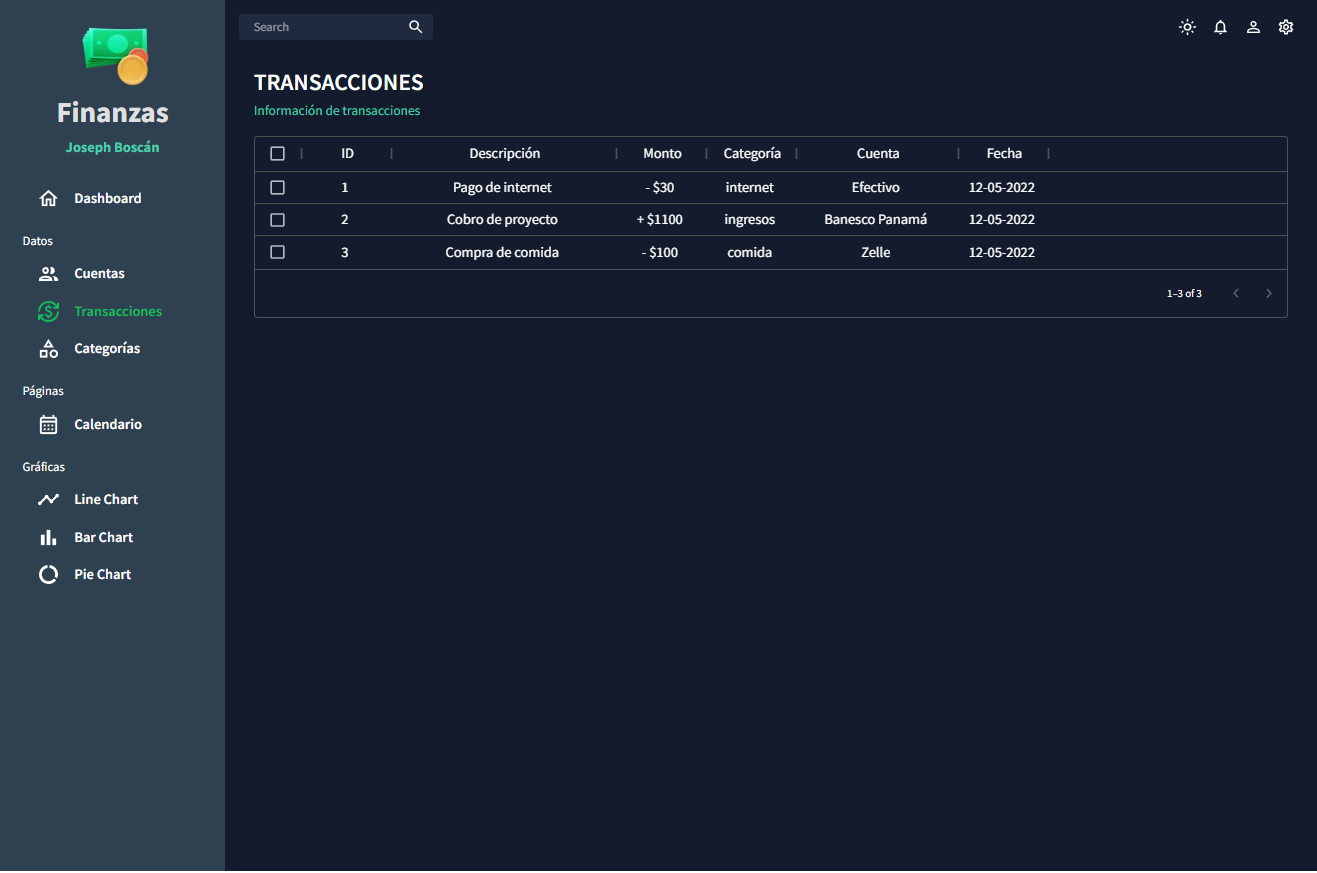 Finanzas
Joseph Boscán
Dashboard
Datos
Cuentas
Transacciones
Categorías
Páginas
Calendario
Gráficas
Line Chart
Bar Chart
Pie Chart
Search
TRANSACCIONES
Información de transacciones
ID Descripción Monto Categoría Cuenta Fecha
1 Pago de internet - $30 internet Efectivo 12-05-2022
2 Cobro de proyecto + $1100 ingresos Banesco Panamá 12-05-2022
3 Compra de comida - $100 comida Zelle 12-05-2022
1–3 of 3